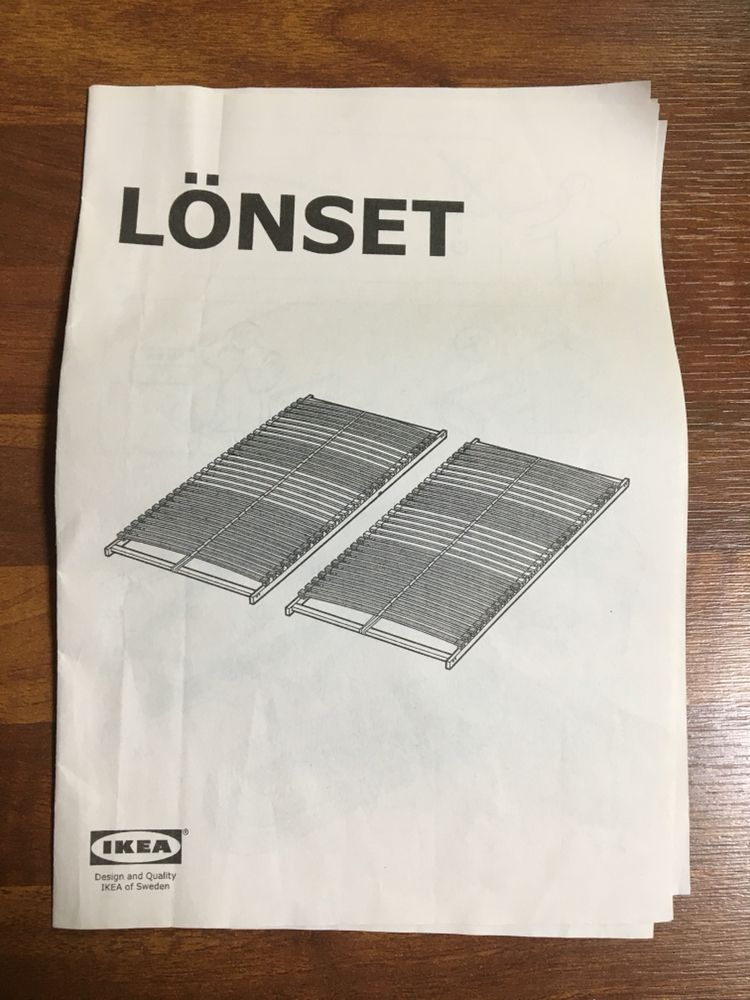 LÖNSET
IKEA®
Design and Quality
IKEA of Sweden